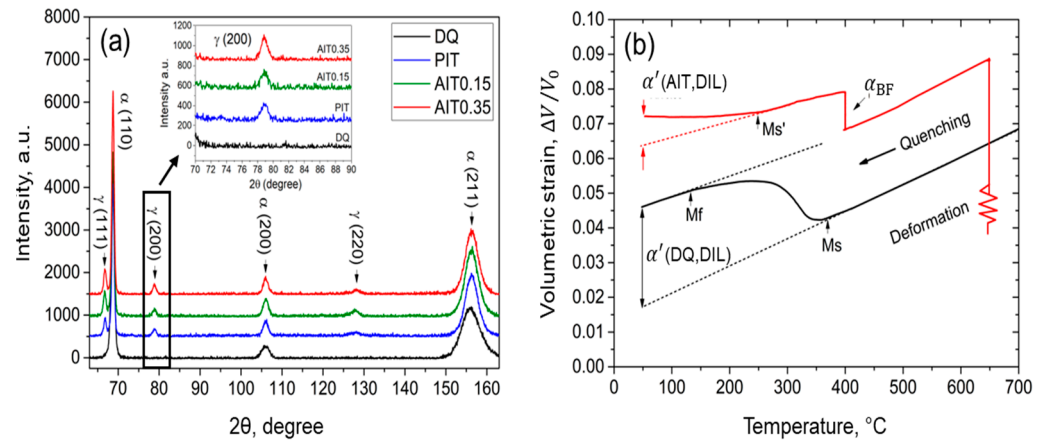 (a)
8000
7000
6000
5000
4000
3000
2000
1000
0
Intensity, a.u.
70
80
90
100
110
120
130
140
150
160
2θ, degree
γ (111)
α (110)
γ (200)
α (200)
γ (220)
α (211)
DQ
PIT
AIT0.15
AIT0.35
1200
1000
800
600
400
200
0
Intensity a.u.
γ (200)
AIT0.35
AIT0.15
PIT
DQ
70 72 74 76 78 80 82 84 86 88 90
2θ (degree)
(b)
0.10
0.09
0.08
0.07
0.06
0.05
0.04
0.03
0.02
0.01
0.00
Volumetric strain, ΔV/V0
α′(AIT,DIL)
αBF
Ms'
Quenching
Mf
Ms
Deformation
α′(DQ,DIL)
0
100
200
300
400
500
600
700
Temperature, °C